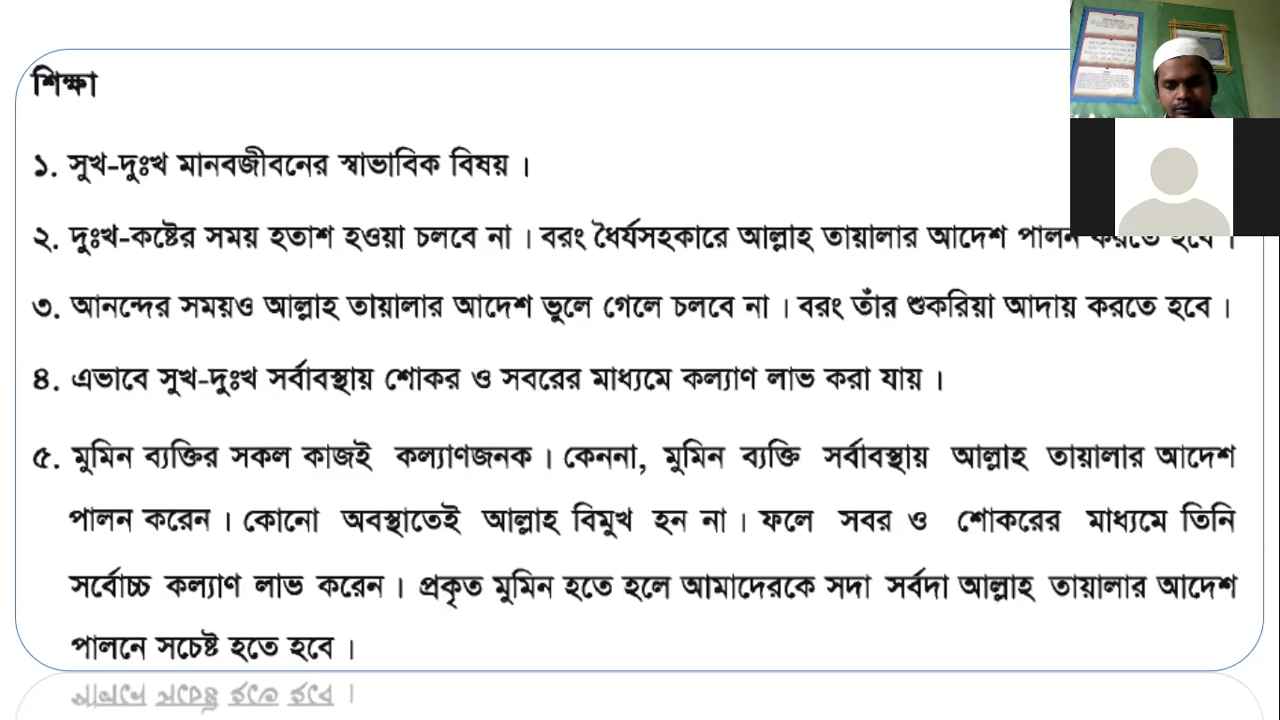 শিক্ষা
১. সুখ-দুঃখ মানবজীবনের স্বাভাবিক বিষয় ।
২. দুঃখ-কষ্টের সময় হতাশ হওয়া চলবে না । বরং ধৈর্যসহকারে আল্লাহ তায়ালার আদেশ পালন করতে হবে ।
৩. আনন্দের সময়ও আল্লাহ তায়ালার আদেশ ভুলে গেলে চলবে না । বরং তাঁর শুকরিয়া আদায় করতে হবে ।
৪. এভাবে সুখ-দুঃখ সর্বাবস্থায় শোকর ও সবরের মাধ্যমে কল্যাণ লাভ করা যায় ।
৫. মুমিন ব্যক্তির সকল কাজই কল্যাণজনক । কেননা, মুমিন ব্যক্তি সর্বাবস্থায় আল্লাহ তায়ালার আদেশ
পালন করেন । কোনো অবস্থাতেই আল্লাহ বিমুখ হন না । ফলে সবর ও শোকরের মাধ্যমে তিনি
সর্বোচ্চ কল্যাণ লাভ করেন । প্রকৃত মুমিন হতে হলে আমাদেরকে সদা সর্বদা আল্লাহ তায়ালার আদেশ
পালনে সচেষ্ট হতে হবে ।